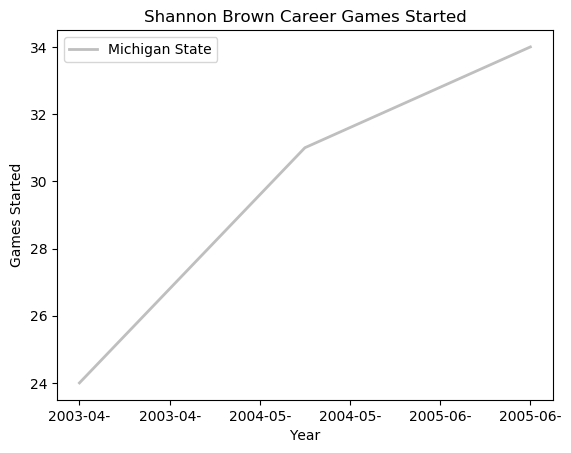 Shannon Brown Career Games Started
Michigan State
Games Started
34
32
30
28
26
24
2003-04- 2003-04- 2004-05- 2004-05- 2005-06- 2005-06-
Year